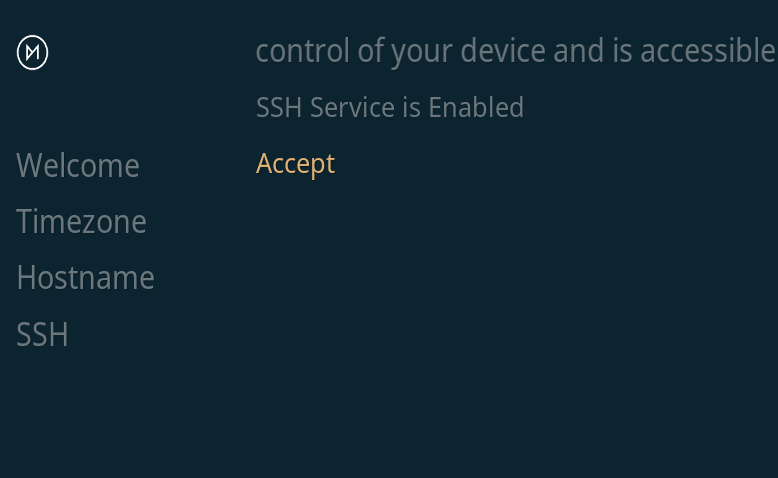 control of your device and is accessible
SSH Service is Enabled
Accept
Welcome
Timezone
Hostname
SSH